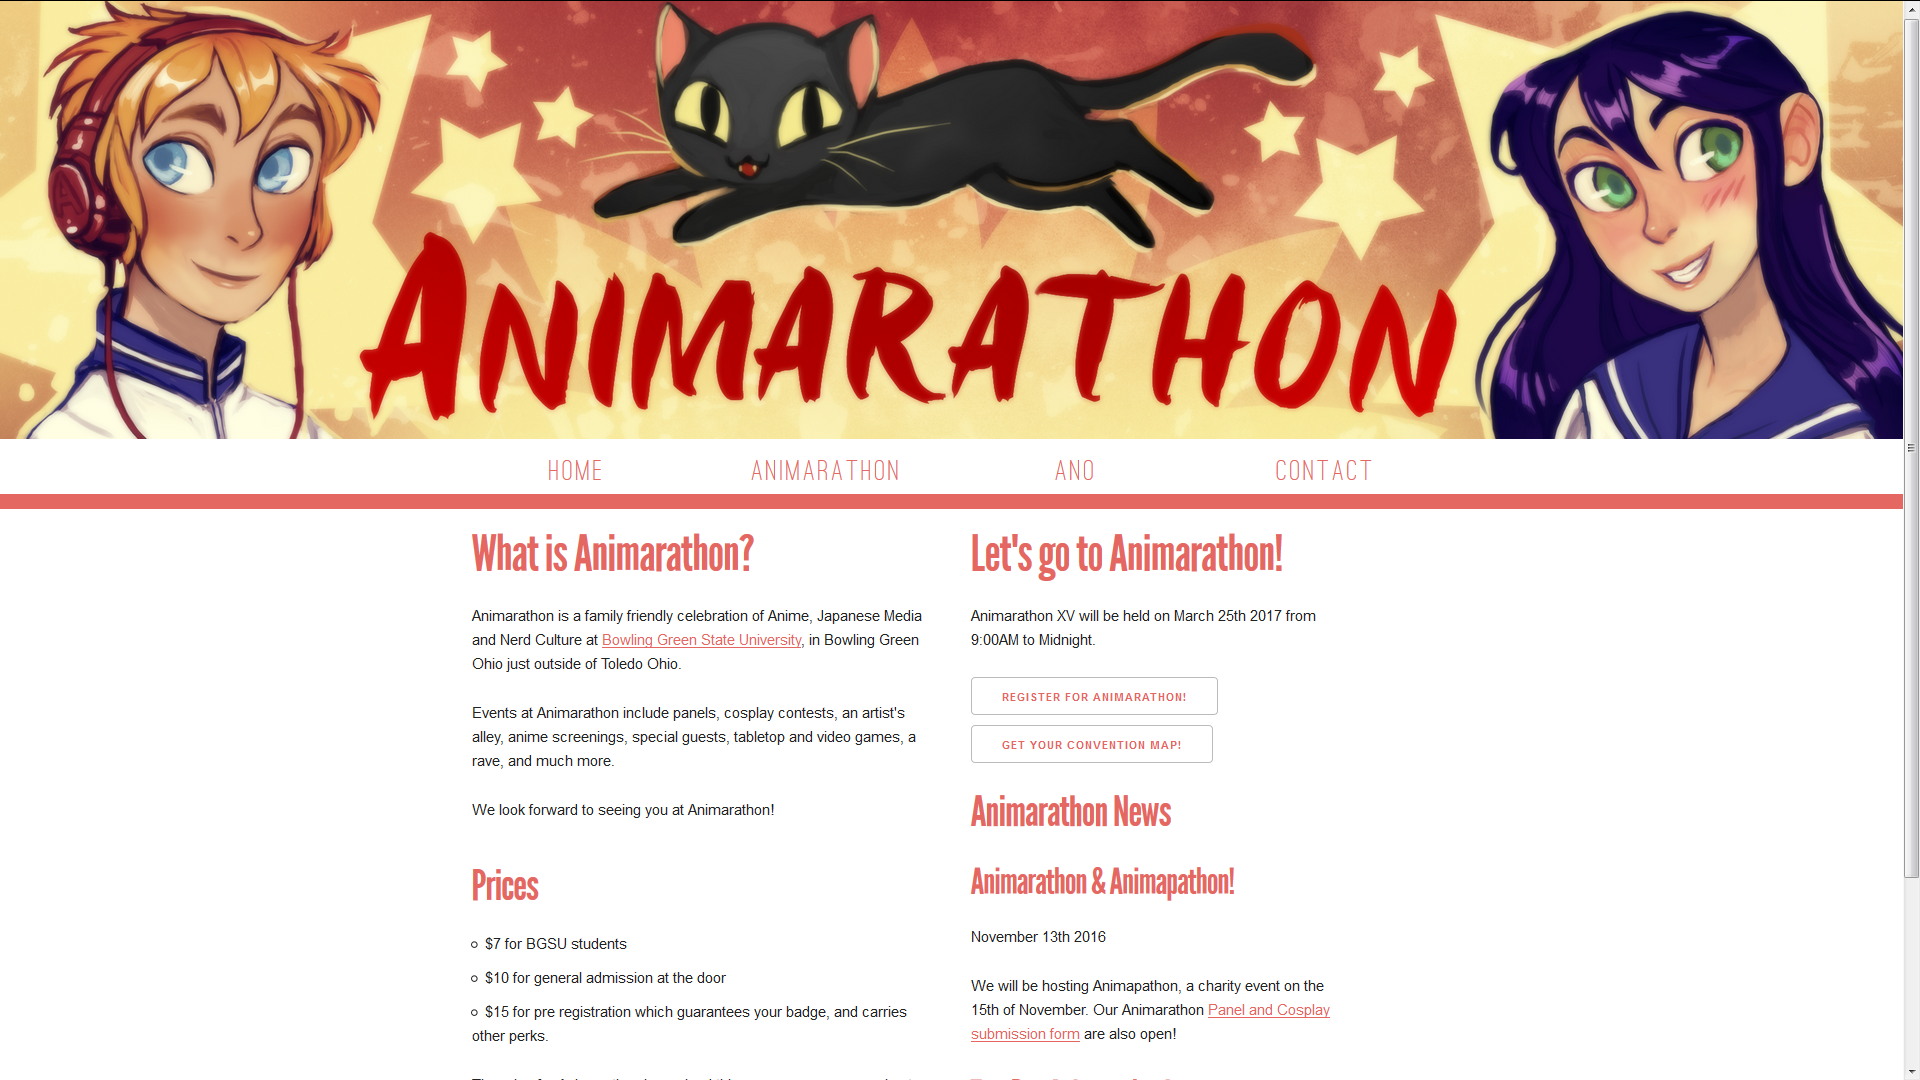 ANIMARATHON
HOME
ANIMARATHON
ANO
CONTACT
What is Animarathon?
Animarathon is a family friendly celebration of Anime, Japanese Media
and Nerd Culture at Bowling Green State University, in Bowling Green
Ohio just outside of Toledo Ohio.
Events at Animarathon include panels, cosplay contests, an artist's
alley, anime screenings, special guests, tabletop and video games, a
rave, and much more.
We look forward to seeing you at Animarathon!
Prices
$7 for BGSU students
$10 for general admission at the door
$15 for pre registration which guarantees your badge, and carries
other perks.
Let's go to Animarathon!
Animarathon XV will be held on March 25th 2017 from
9:00AM to Midnight.
REGISTER FOR ANIMARATHON!
GET YOUR CONVENTION MAP!
Animarathon News
Animarathon & Animapathon!
November 13th 2016
We will be hosting Animapathon, a charity event on the
15th of November. Our Animarathon Panel and Cosplay
submission form are also open!